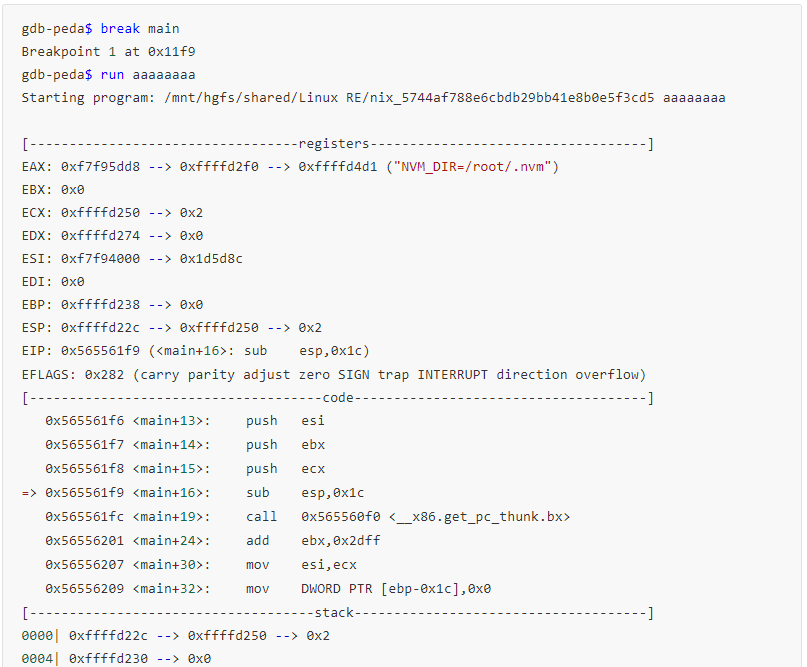 gdb-peda$ break main
Breakpoint 1 at 0x11f9
gdb-peda$ run aaaaaaaa
Starting program: /mnt/hgfs/shared/Linux RE/nix_5744af788e6cbdb29bb41e8b0e5f3cd5 aaaaaaaa
[----------------------------------registers-----------------------------------]
EAX: 0xf7f95dd8 --> 0xffffd2f0 --> 0xffffd4d1 ("NVM_DIR=/root/.nvm")
EBX: 0x0
ECX: 0xffffd250 --> 0x2
EDX: 0xffffd274 --> 0x0
ESI: 0xf7f94000 --> 0x1d5d8c
EDI: 0x0
EBP: 0xffffd238 --> 0x0
ESP: 0xffffd22c --> 0xffffd250 --> 0x2
EIP: 0x565561f9 (<main+16>: sub    esp,0x1c)
EFLAGS: 0x282 (carry parity adjust zero SIGN trap INTERRUPT direction overflow)
[-------------------------------------code-------------------------------------]
   0x565561f6 <main+13>:    push   esi
   0x565561f7 <main+14>:    push   ebx
   0x565561f8 <main+15>:    push   ecx
=> 0x565561f9 <main+16>:    sub    esp,0x1c
   0x565561fc <main+19>:    call   0x565560f0 <__x86.get_pc_thunk.bx>
   0x56556201 <main+24>:    add    ebx,0x2dff
   0x56556207 <main+30>:    mov    esi,ecx
   0x56556209 <main+32>:    mov    DWORD PTR [ebp-0x1c],0x0
[------------------------------------stack-------------------------------------]
0000| 0xffffd22c --> 0xffffd250 --> 0x2
0004| 0xffffd230 --> 0x0